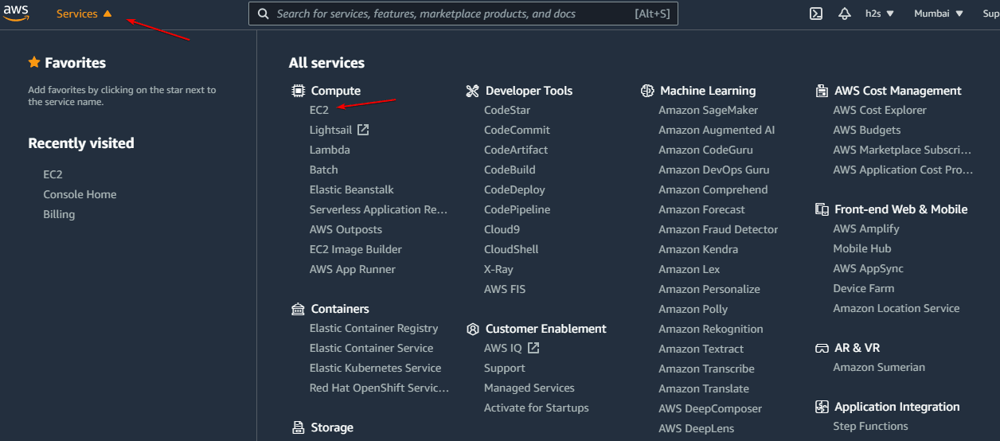 aws
Services
Search for services, features, marketplace products, and docs
[Alt+S]
h2s
Mumbai
Sup
Favorites
Add favorites by clicking on the star next to
the service name.
Recently visited
EC2
Console Home
Billing
All services
Compute
EC2
Lightsail
Lambda
Batch
Elastic Beanstalk
Serverless Application Re...
AWS Outposts
EC2 Image Builder
AWS App Runner
Containers
Elastic Container Registry
Elastic Container Service
Elastic Kubernetes Service
Red Hat OpenShift Servic...
Storage
Developer Tools
CodeStar
CodeCommit
CodeArtifact
CodeBuild
CodeDeploy
CodePipeline
Cloud9
CloudShell
X-Ray
AWS FIS
Customer Enablement
AWS IQ
Support
Managed Services
Activate for Startups
Machine Learning
Amazon SageMaker
Amazon Augmented AI
Amazon CodeGuru
Amazon DevOps Guru
Amazon Comprehend
Amazon Forecast
Amazon Fraud Detector
Amazon Kendra
Amazon Lex
Amazon Personalize
Amazon Polly
Amazon Rekognition
Amazon Textract
Amazon Transcribe
Amazon Translate
AWS DeepComposer
AWS DeepLens
AWS Cost Management
AWS Cost Explorer
AWS Budgets
AWS Marketplace Subscri...
AWS Application Cost Pro...
Front-end Web & Mobile
AWS Amplify
Mobile Hub
AWS AppSync
Device Farm
Amazon Location Service
AR & VR
Amazon Sumerian
Application Integration
Step Functions